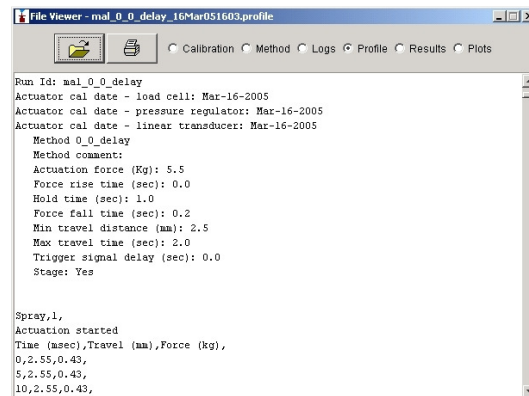 File Viewer - mal_0_0_delay_16Mar051603.profile
Calibration Method Logs Profile Results Plots
Run Id: mal_0_0_delay
Actuator cal date - load cell: Mar-16-2005
Actuator cal date - pressure regulator: Mar-16-2005
Actuator cal date - linear transducer: Mar-16-2005
Method 0_0_delay
Method comment:
Actuation force (Kg): 5.5
Force rise time (sec): 0.0
Hold time (sec): 1.0
Force fall time (sec): 0.2
Min travel distance (mm): 2.5
Max travel time (sec): 2.0
Trigger signal delay (sec): 0.0
Stage: Yes
Spray,1,
Actuation started
Time (msec),Travel (mm),Force (kg),
0,2.55,0.43,
5,2.55,0.43,
10,2.55,0.43,